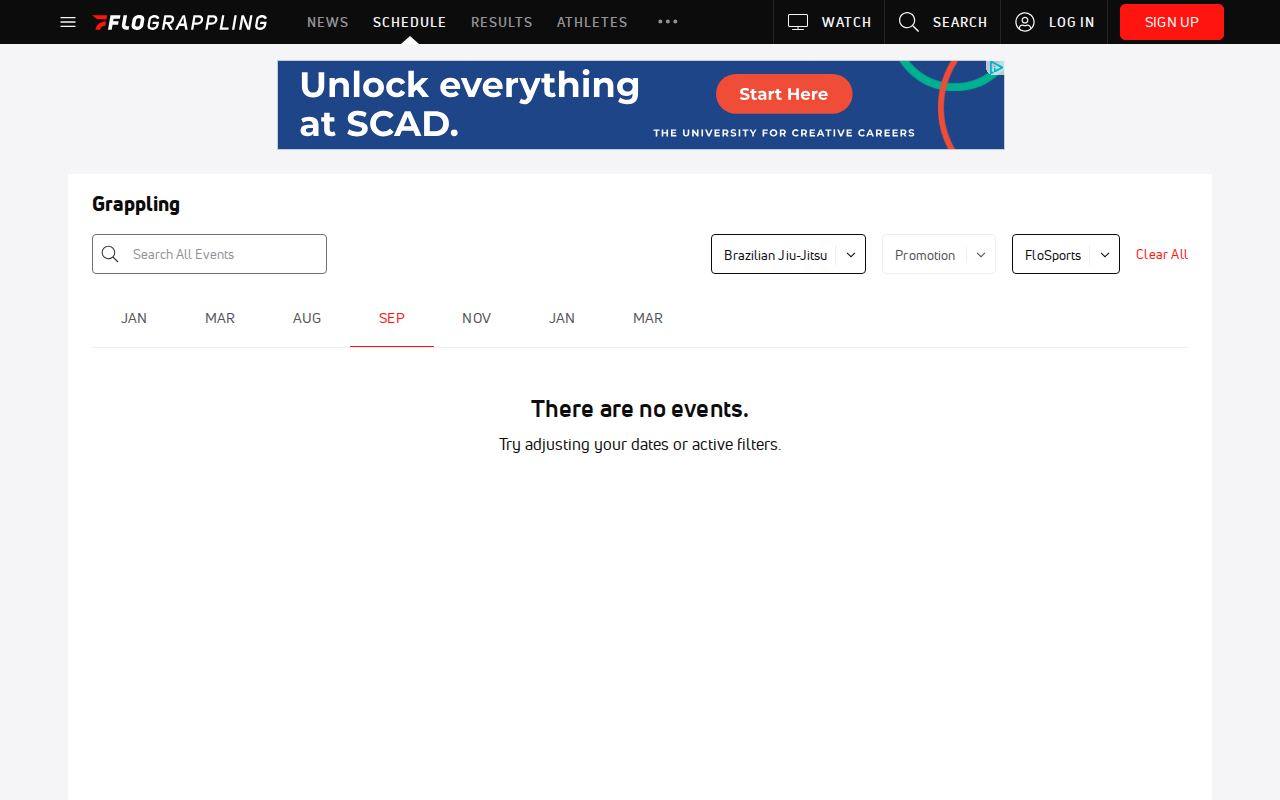 FLOGRAPPLING NEWS SCHEDULE RESULTS ATHLETES ••• WATCH SEARCH LOG IN SIGN UP
Unlock everything
at SCAD.
Start Here
THE UNIVERSITY FOR CREATIVE CAREERS
Grappling
Search All Events Brazilian Jiu-Jitsu Promotion FloSports Clear All
JAN MAR AUG SEP NOV JAN MAR
There are no events.
Try adjusting your dates or active filters.